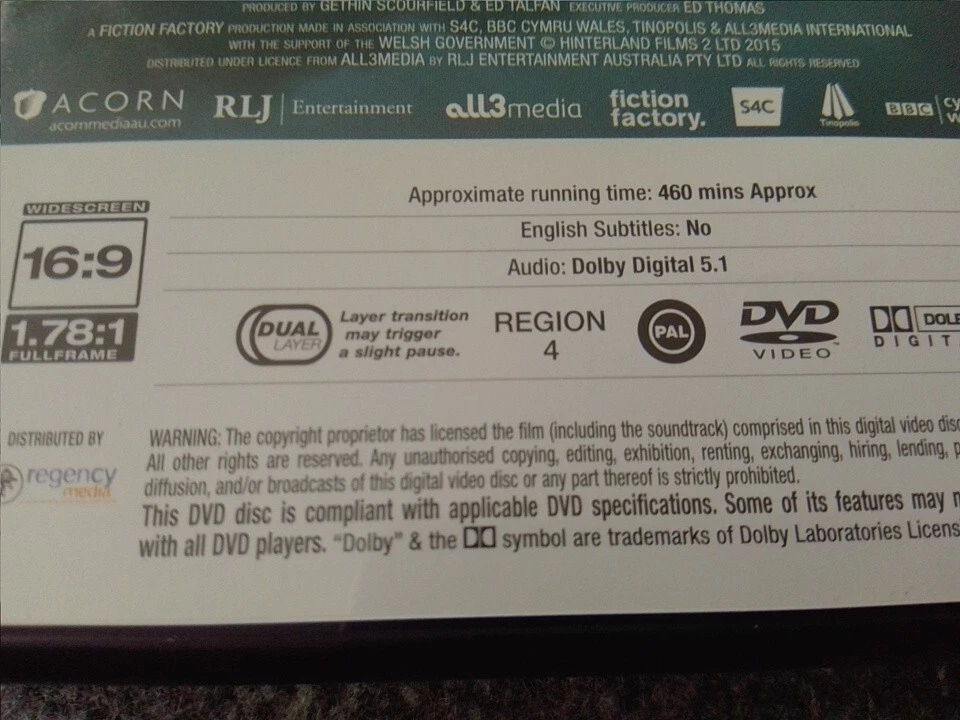 PRODUCED BY GETHIN SCOURFIELD & ED TALFAN EXECUTIVE PRODUCER ED THOMAS
A FICTION FACTORY PRODUCTION MADE IN ASSOCIATION WITH S4C, BBC CYMRU WALES, TINOPOLIS & ALL3MEDIA INTERNATIONAL
WITH THE SUPPORT OF THE WELSH GOVERNMENT © HINTERLAND FILMS 2 LTD 2015
DISTRIBUTED UNDER LICENCE FROM ALL3MEDIA BY RLJ ENTERTAINMENT AUSTRALIA PTY LTD ALL RIGHTS RESERVED
ACORN
acornmediaau.com
RLJ | Entertainment
all3media
fiction
factory.
S4C
Tinopolis
BBC
Approximate running time: 460 mins Approx
English Subtitles: No
Audio: Dolby Digital 5.1
WIDESCREEN
16:9
1.78:1
FULLFRAME
DUAL
LAYER
Layer transition
may trigger
a slight pause.
REGION
4
PAL
DVD
VIDEO™
DOLB
DIGIT
DISTRIBUTED BY
regency
media
WARNING: The copyright proprietor has licensed the film (including the soundtrack) comprised in this digital video disc
All other rights are reserved. Any unauthorised copying, editing, exhibition, renting, exchanging, hiring, lending, p
diffusion, and/or broadcasts of this digital video disc or any part thereof is strictly prohibited.
This DVD disc is compliant with applicable DVD specifications. Some of its features may n
with all DVD players. "Dolby" & the symbol are trademarks of Dolby Laboratories Licens